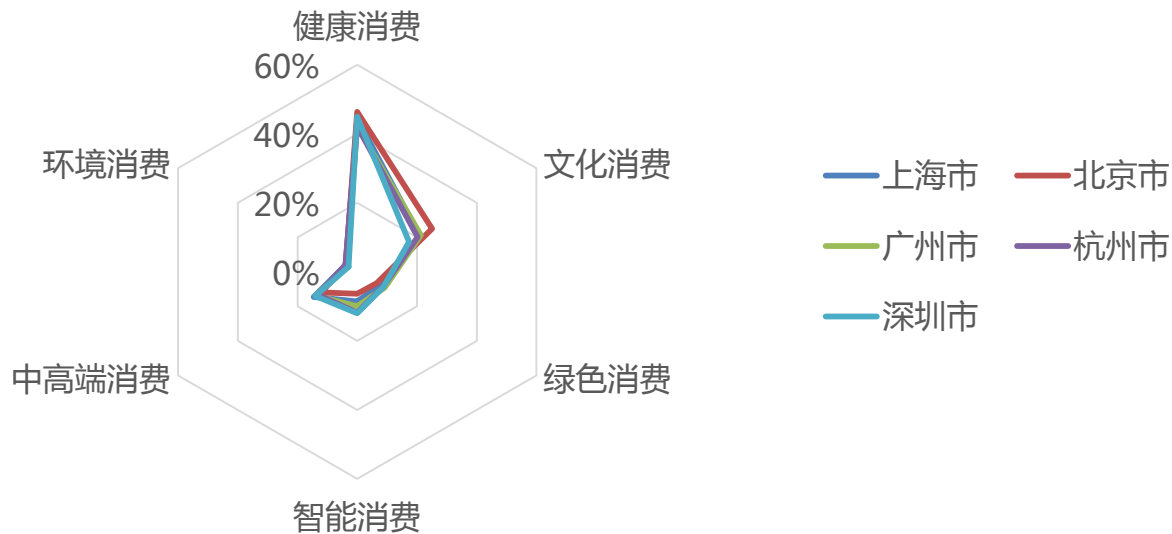 健康消费
60%
40%
20%
0%
环境消费
文化消费
中高端消费
绿色消费
智能消费
上海市
北京市
广州市
杭州市
深圳市